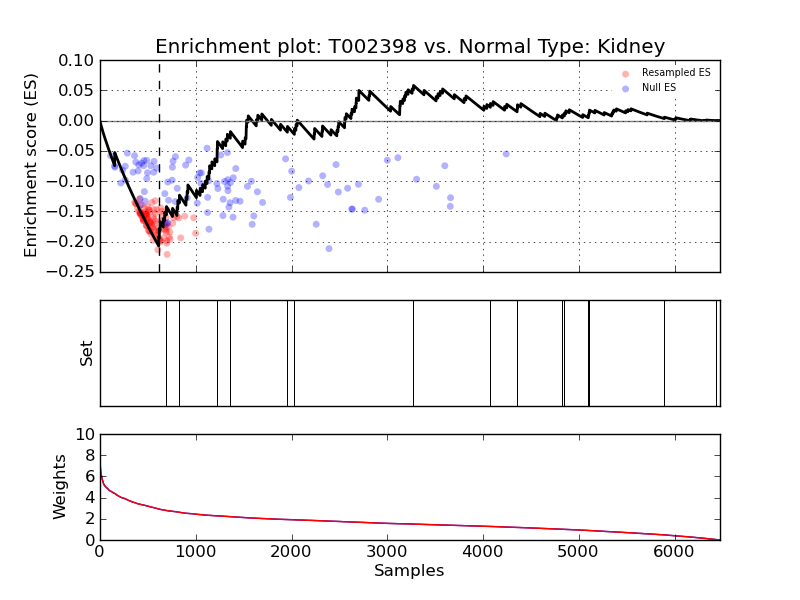 Enrichment plot: T002398 vs. Normal Type: Kidney
Enrichment score (ES)
0.10
0.05
0.00
−0.05
−0.10
−0.15
−0.20
−0.25
Resampled ES
Null ES
Set
Weights
10
8
6
4
2
0
0 1000 2000 3000 4000 5000 6000
Samples